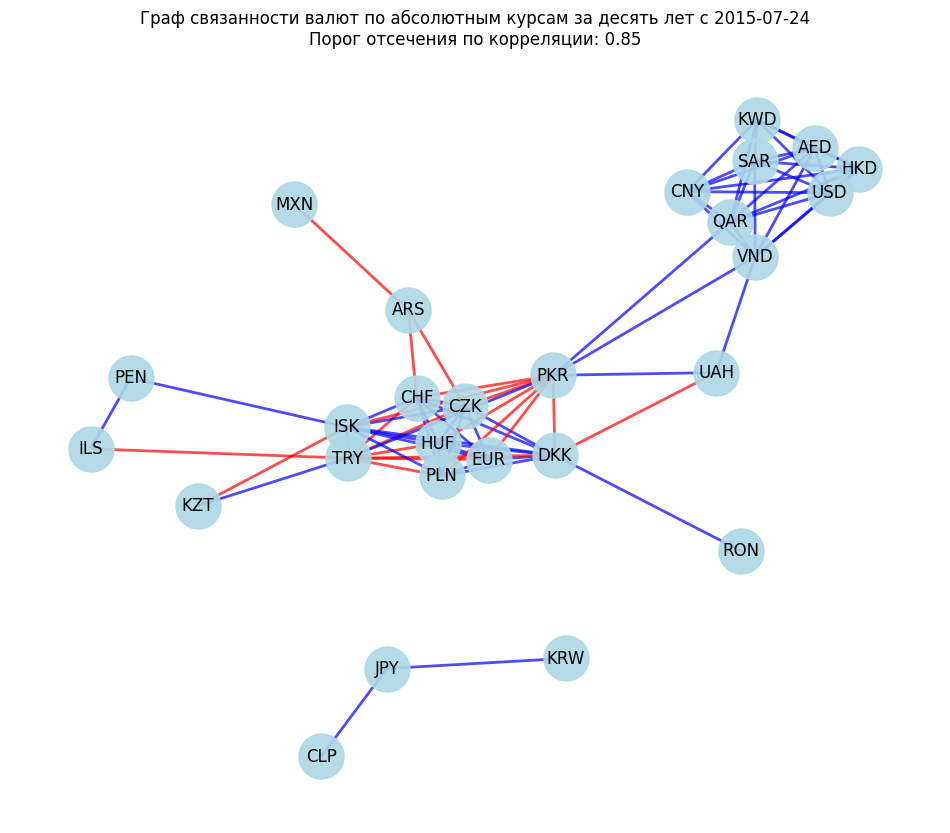 Граф связанности валют по абсолютным курсам за десять лет с 2015-07-24
Порог отсечения по корреляции: 0.85
KWD
AED
SAR
HKD
CNY
USD
MXN
QAR
VND
ARS
UAH
PKR
PEN
CHF
CZK
ISK
HUF
ILS
DKK
TRY
EUR
PLN
KZT
RON
KRW
JPY
CLP